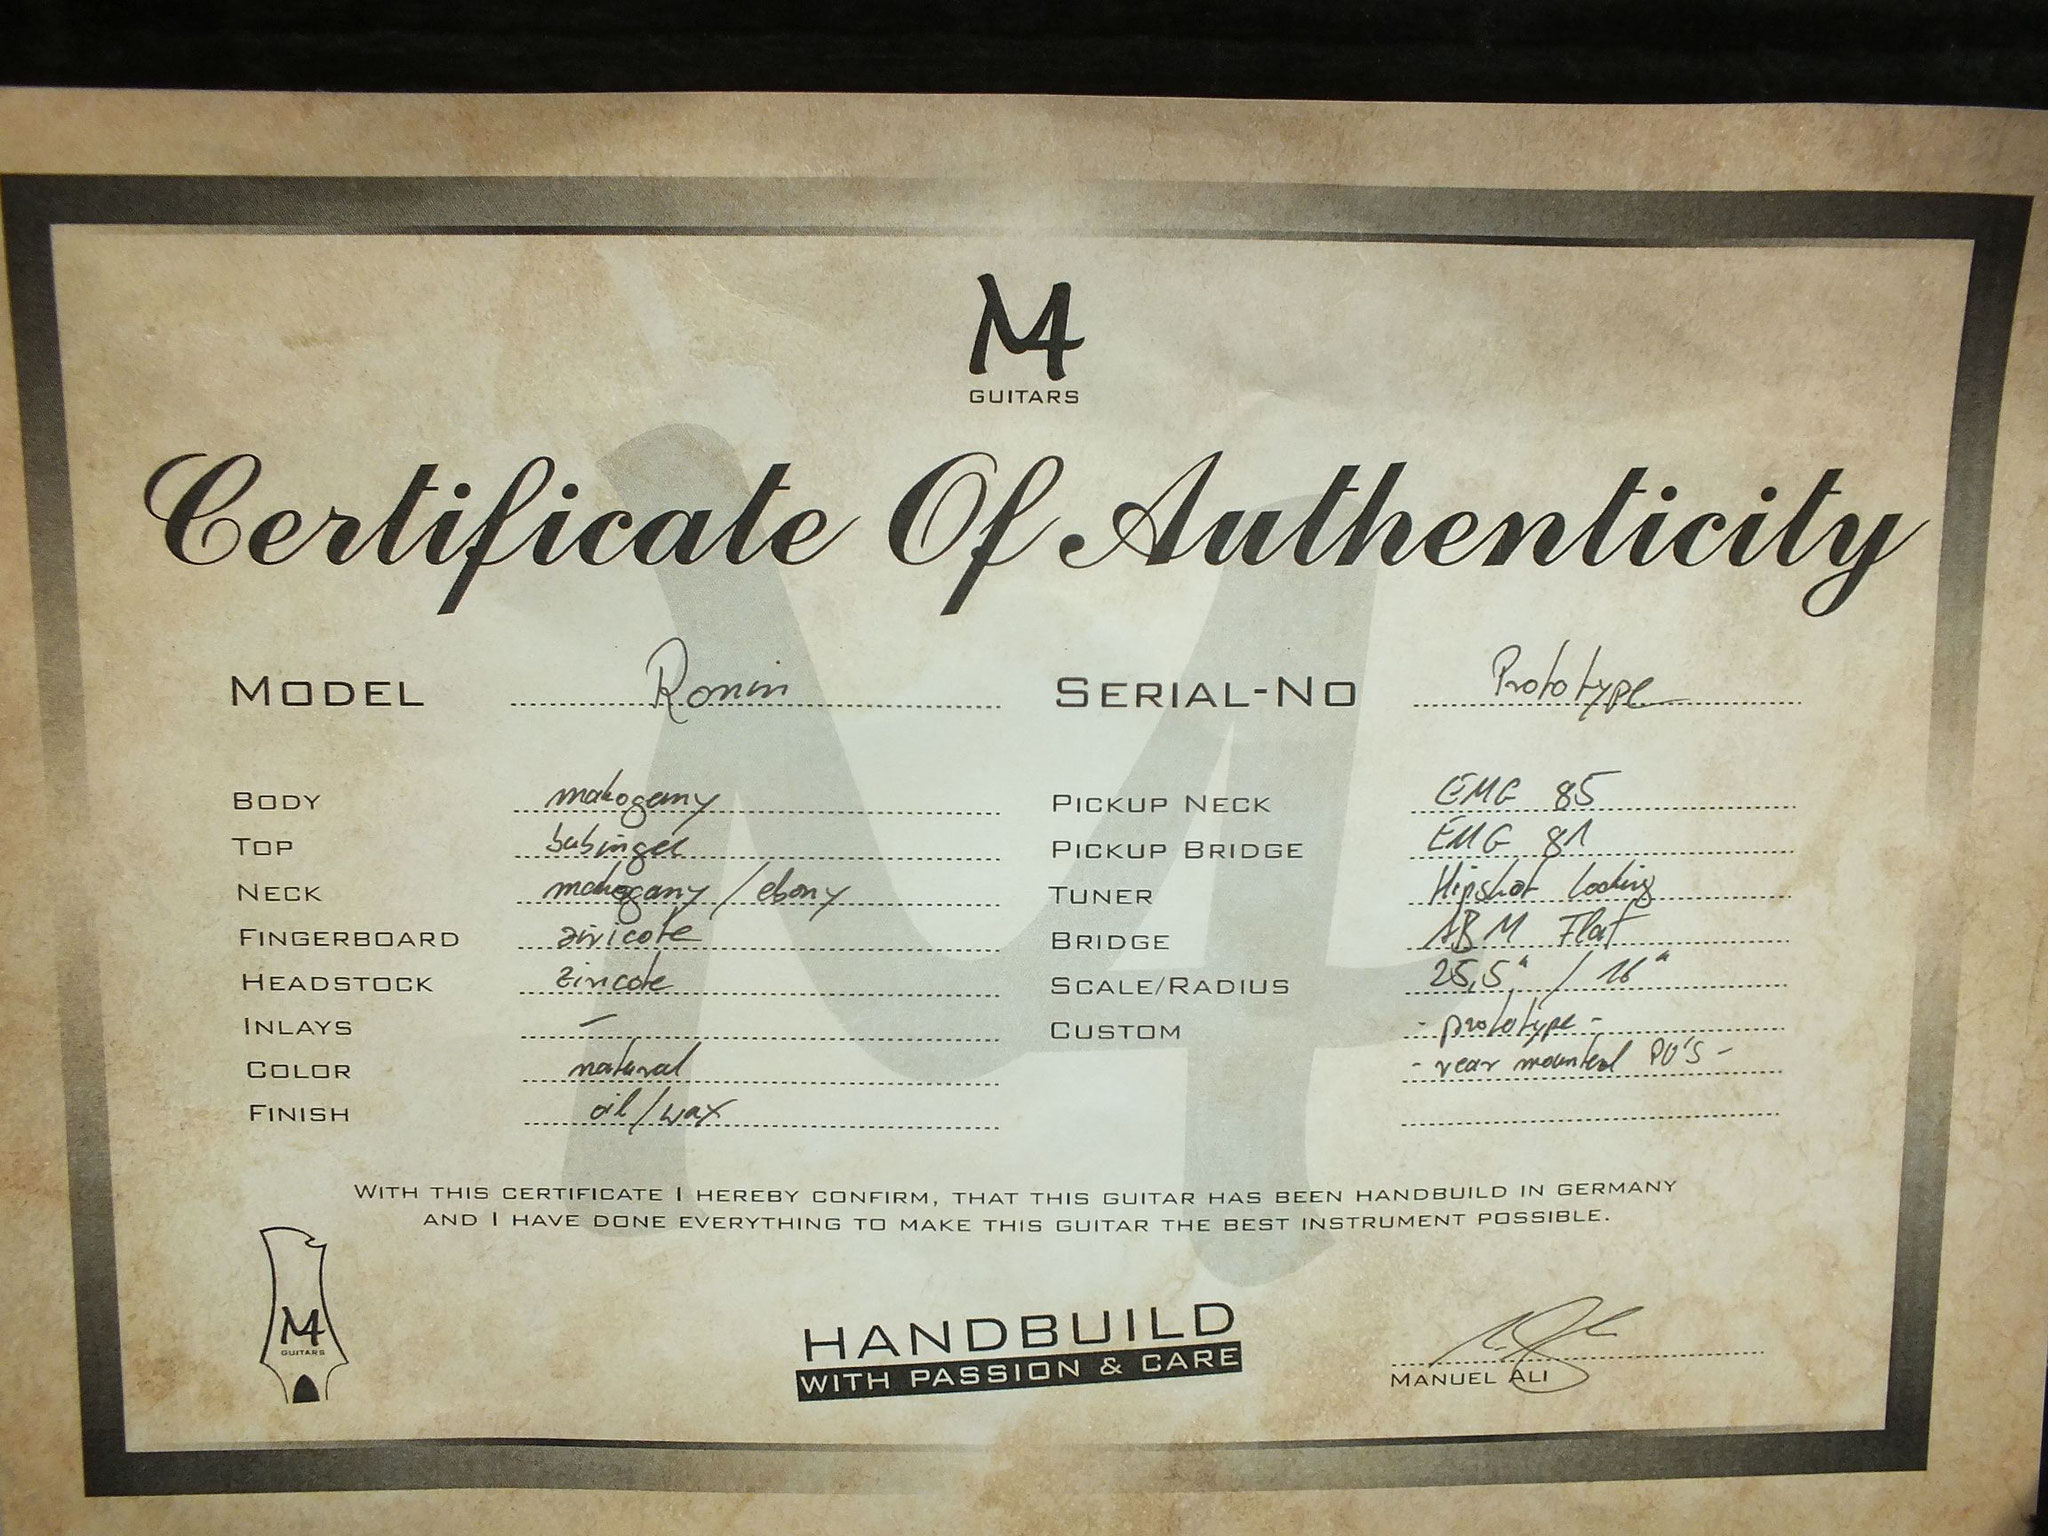 M4
GUITARS
Certificate Of Authenticity
MODEL Ronin
SERIAL-NO Prototype
BODY mahogany
TOP bubinga
NECK mahogany / ebony
FINGERBOARD ziricote
HEADSTOCK ziricote
INLAYS –
COLOR natural
FINISH oil/wax
PICKUP NECK EMG 85
PICKUP BRIDGE EMG 81
TUNER Hipshot Locking
BRIDGE ABM Flat
SCALE/RADIUS 25,5" / 16"
CUSTOM - prototype -
- rear mounted PU'S -
WITH THIS CERTIFICATE I HEREBY CONFIRM, THAT THIS GUITAR HAS BEEN HANDBUILD IN GERMANY
AND I HAVE DONE EVERYTHING TO MAKE THIS GUITAR THE BEST INSTRUMENT POSSIBLE.
M4
GUITARS
HANDBUILD
WITH PASSION & CARE
MANUEL ALI